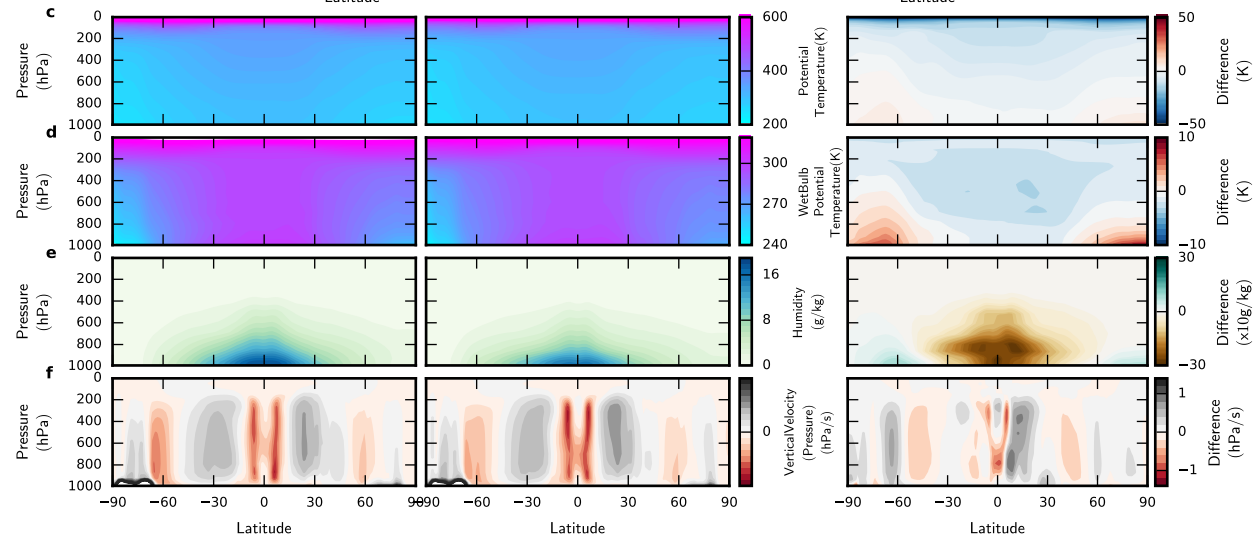 Latitude Latitude
c
Pressure
(hPa)
0
200
400
600
800
1000
600
400
200
Potential
Temperature(K)
50
0
−50
Difference
(K)
d
Pressure
(hPa)
0
200
400
600
800
1000
300
270
240
WetBulb
Potential
Temperature(K)
10
0
−10
Difference
(K)
e
Pressure
(hPa)
0
200
400
600
800
1000
16
8
0
Humidity
(g/kg)
30
0
−30
Difference
(x10g/kg)
f
Pressure
(hPa)
0
200
400
600
800
1000
0
VerticalVelocity
(Pressure)
(hPa/s)
1
0
−1
Difference
(hPa/s)
−90 −60 −30 0 30 60 90 −60 −30 0 30 60 90 −90 −60 −30 0 30 60 90
Latitude Latitude Latitude